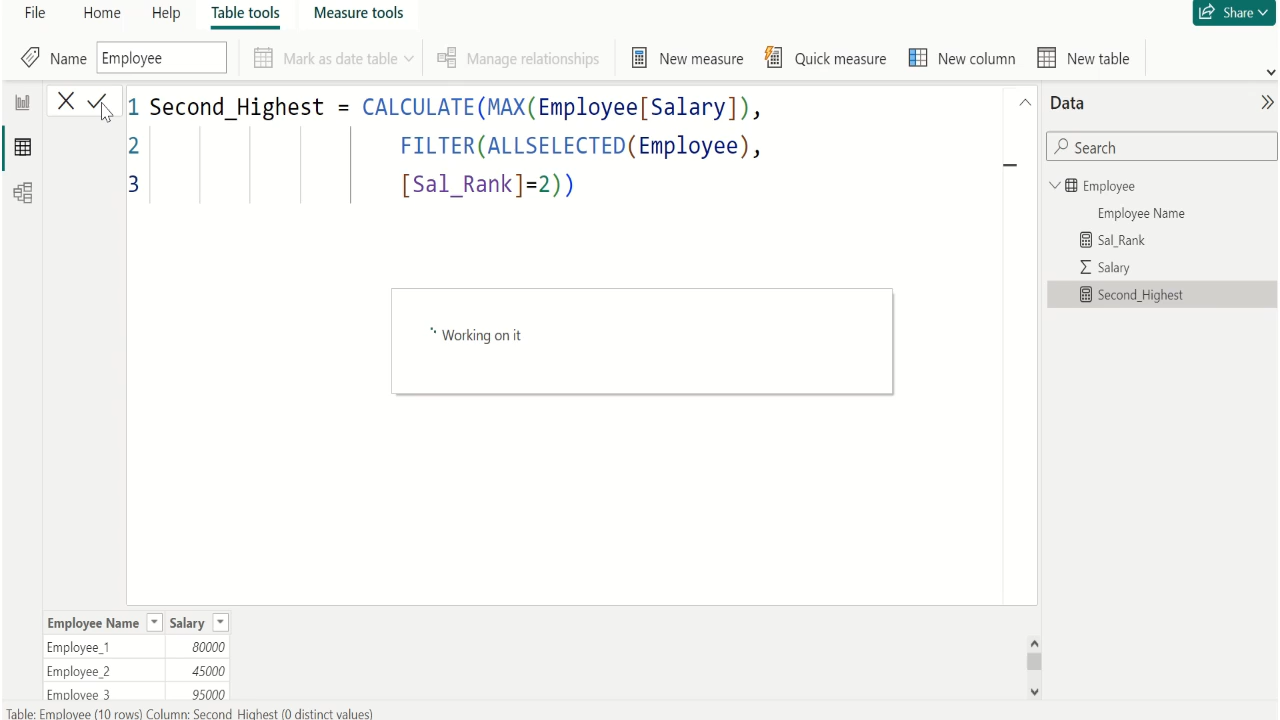 File Home Help Table tools Measure tools Share
Name Employee Mark as date table Manage relationships New measure Quick measure New column New table
1 Second_Highest = CALCULATE(MAX(Employee[Salary]),
2 FILTER(ALLSELECTED(Employee),
3 [Sal_Rank]=2))
Working on it
Data
Search
Employee
Employee Name
Sal_Rank
Salary
Second_Highest
Employee Name Salary
Employee_1 80000
Employee_2 45000
Employee_3 95000
Table: Employee (10 rows) Column: Second_Highest (0 distinct values)